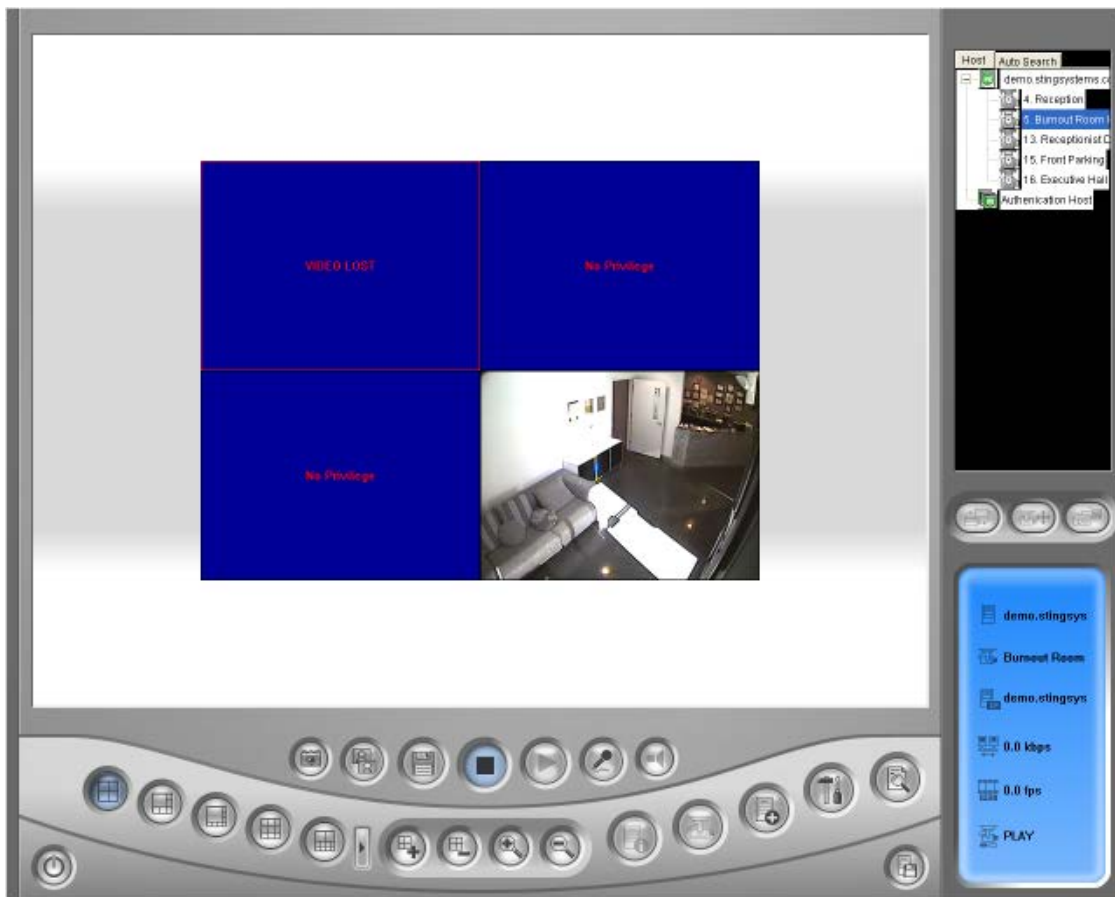 Host Auto Search
demo.stingsystems.co
4. Reception
5. Burnout Room
13. Receptionist D
15. Front Parking
16. Executive Hall
Authenication Host
VIDEO LOST
No Privilege
No Privilege
demo.stingsys
Burnout Room
demo.stingsys
0.0 kbps
0.0 fps
PLAY